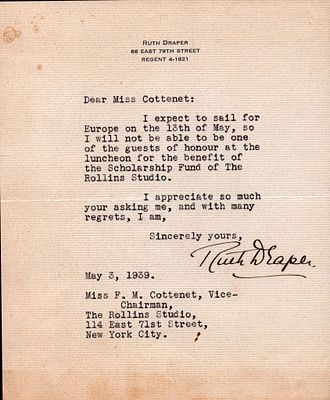 RUTH DRAPER
66 EAST 79TH STREET
REGENT 4-1821
Dear Miss Cottenet:
I expect to sail for
Europe on the 13th of May, so
I will not be able to be one
of the guests of honour at the
luncheon for the benefit of
the Scholarship Fund of The
Rollins Studio.
I appreciate so much
your asking me, and with many
regrets, I am,
Sincerely yours,
Ruth Draper.
May 3, 1939.
Miss F. M. Cottenet, Vice-
Chairman,
The Rollins Studio,
114 East 71st Street,
New York City.